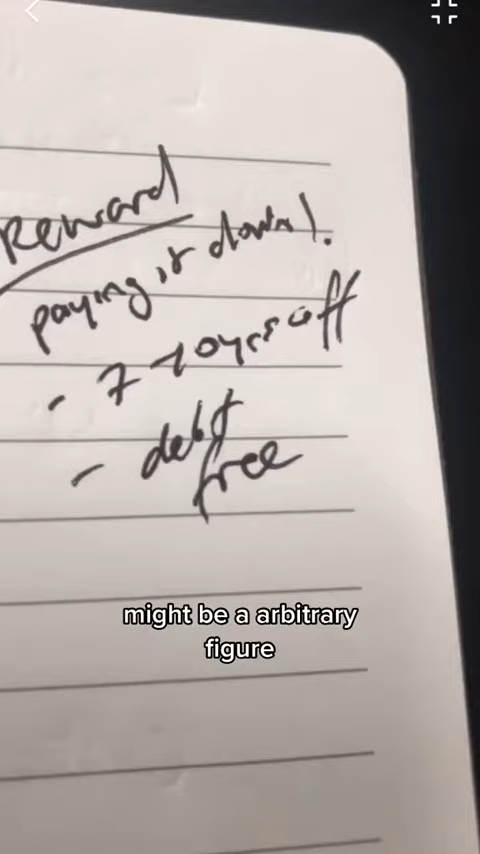 Reward
paying it down!.
- 7-10yrs off
- debt
free
might be a arbitrary
figure